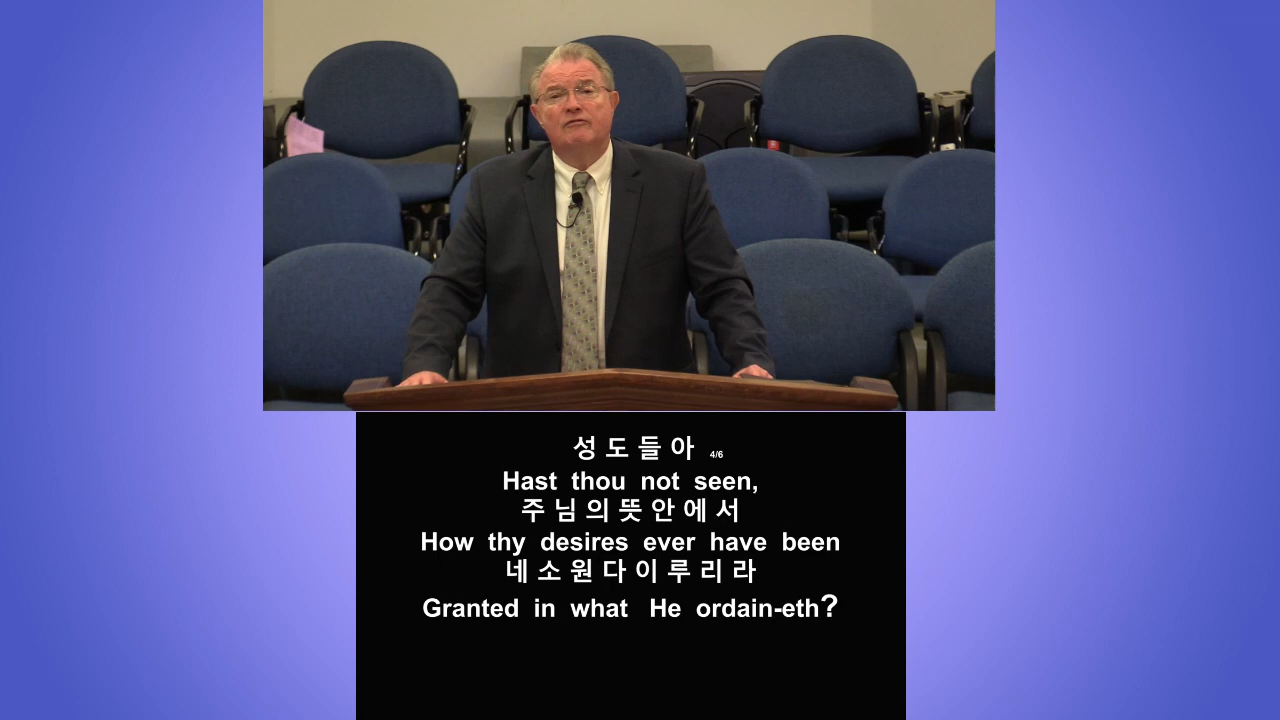 성 도 들 아 4/6
Hast thou not seen,
주 님 의 뜻 안 에 서
How thy desires ever have been
네 소 원 다 이 루 리 라
Granted in what He ordain-eth?